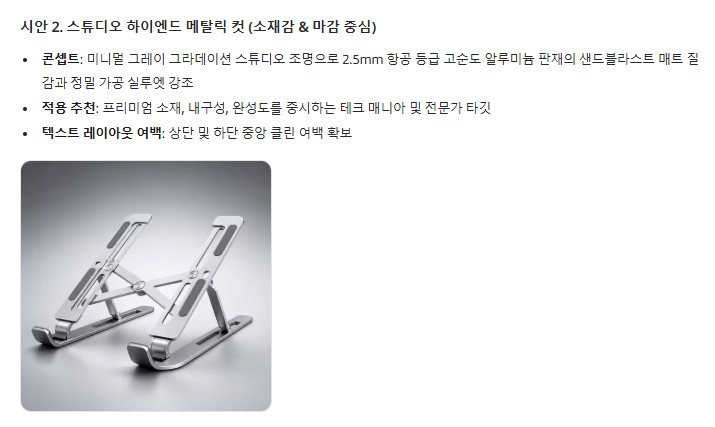 시안 2. 스튜디오 하이엔드 메탈릭 컷 (소재감 & 마감 중심)
콘셉트: 미니멀 그레이 그라데이션 스튜디오 조명으로 2.5mm 항공 등급 고순도 알루미늄 판재의 샌드블라스트 매트 질
감과 정밀 가공 실루엣 강조
적용 추천: 프리미엄 소재, 내구성, 완성도를 중시하는 테크 매니아 및 전문가 타깃
텍스트 레이아웃 여백: 상단 및 하단 중앙 클린 여백 확보